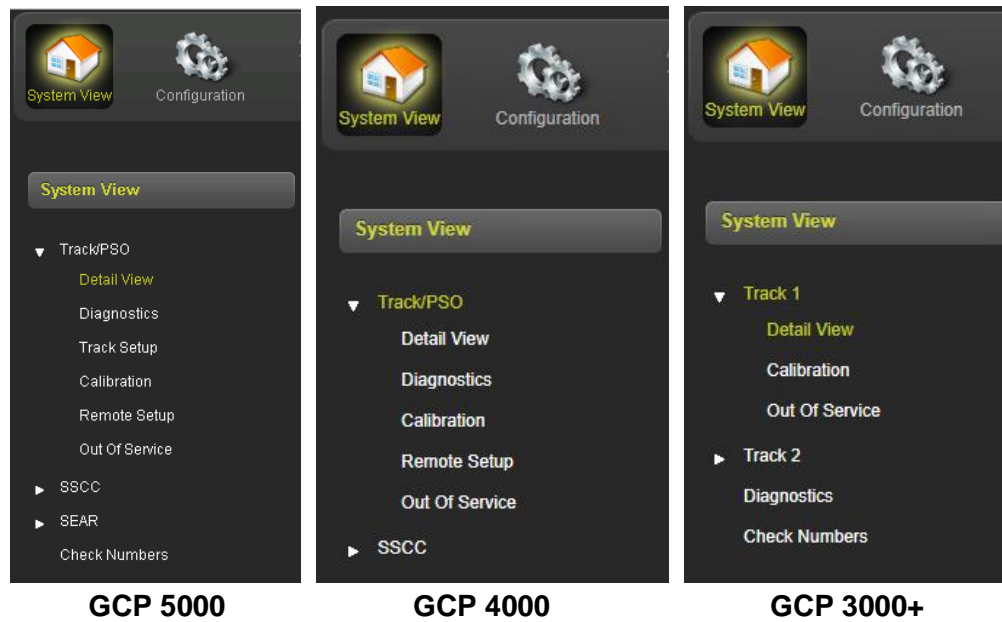 System View
Configuration
System View
Track/PSO
Detail View
Diagnostics
Track Setup
Calibration
Remote Setup
Out Of Service
SSCC
SEAR
Check Numbers
GCP 5000
System View
Configuration
System View
Track/PSO
Detail View
Diagnostics
Calibration
Remote Setup
Out Of Service
SSCC
GCP 4000
System View
Configuration
System View
Track 1
Detail View
Calibration
Out Of Service
Track 2
Diagnostics
Check Numbers
GCP 3000+